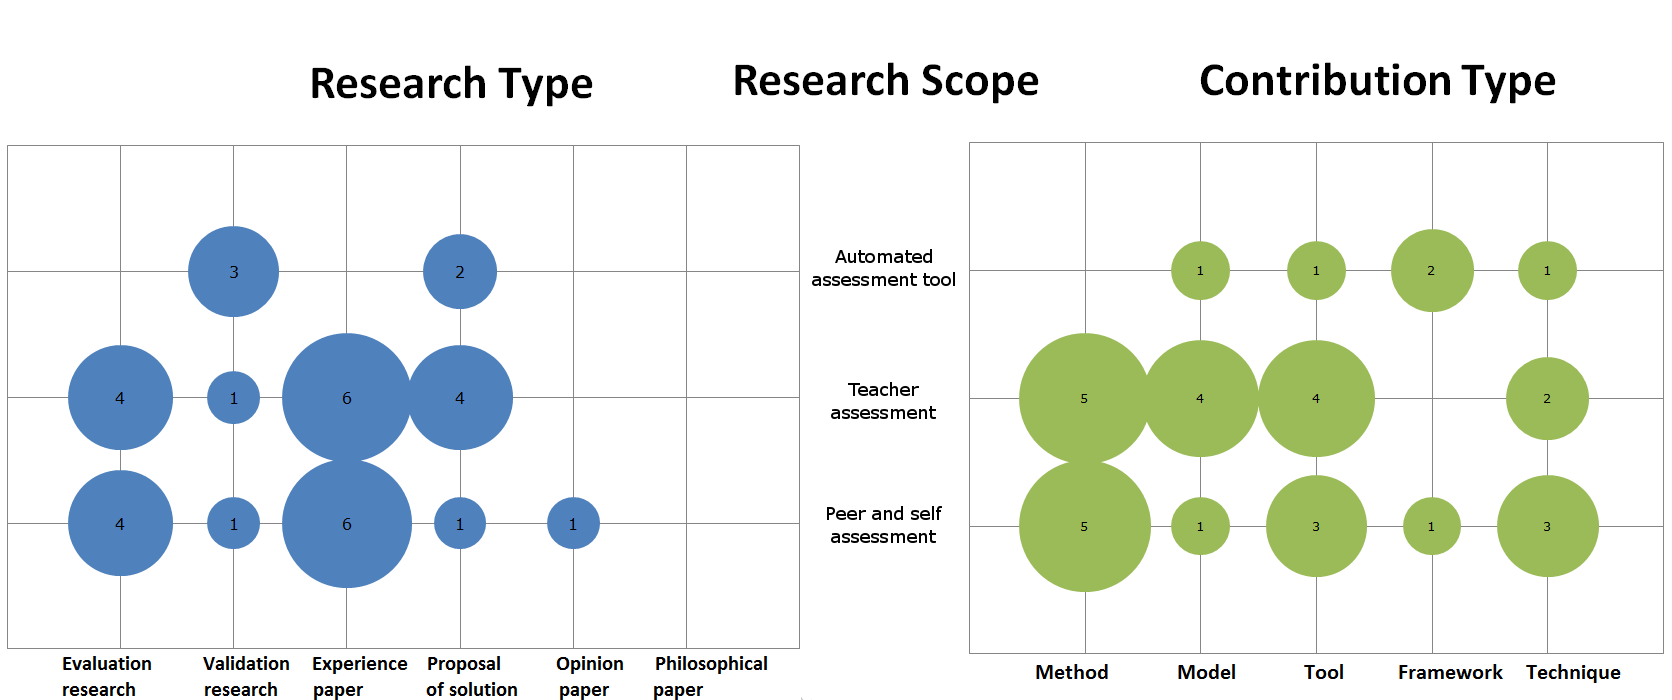 Research Type
Research Scope
Contribution Type
3
2
Automated
assessment tool
1
1
2
1
4
1
6
4
Teacher
assessment
5
4
4
2
4
1
6
1
1
Peer and self
assessment
5
1
3
1
3
Evaluation
research
Validation
research
Experience
paper
Proposal
of solution
Opinion
paper
Philosophical
paper
Method
Model
Tool
Framework
Technique